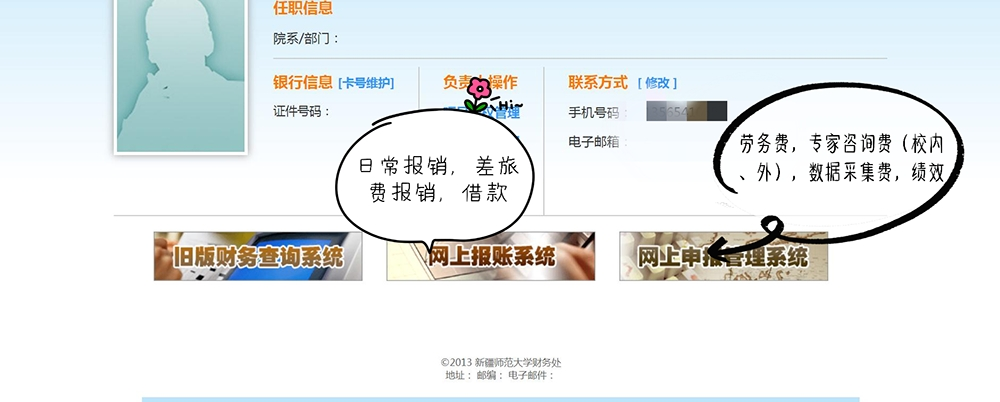 任职信息
院系/部门：
银行信息 [卡号维护]
证件号码：
负责人操作
Hi~
管理
联系方式 [ 修改 ]
手机号码：
电子邮箱：
日常报销，差旅
费报销，借款
劳务费，专家咨询费（校内
、外），数据采集费，绩效
旧版财务查询系统
网上报账系统
网上申报管理系统
©2013 新疆师范大学财务处
地址： 邮编： 电子邮件：